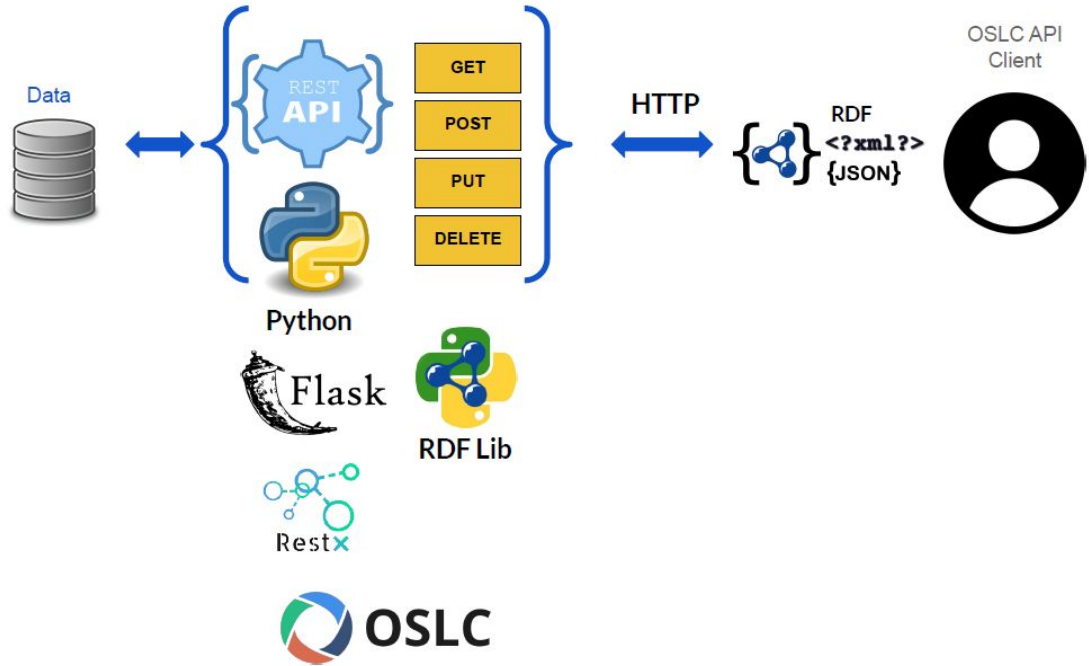 Data
REST
API
GET
POST
PUT
DELETE
HTTP
RDF
<?xml?>
{JSON}
OSLC API
Client
Python
Flask
RDF Lib
Restx
OSLC